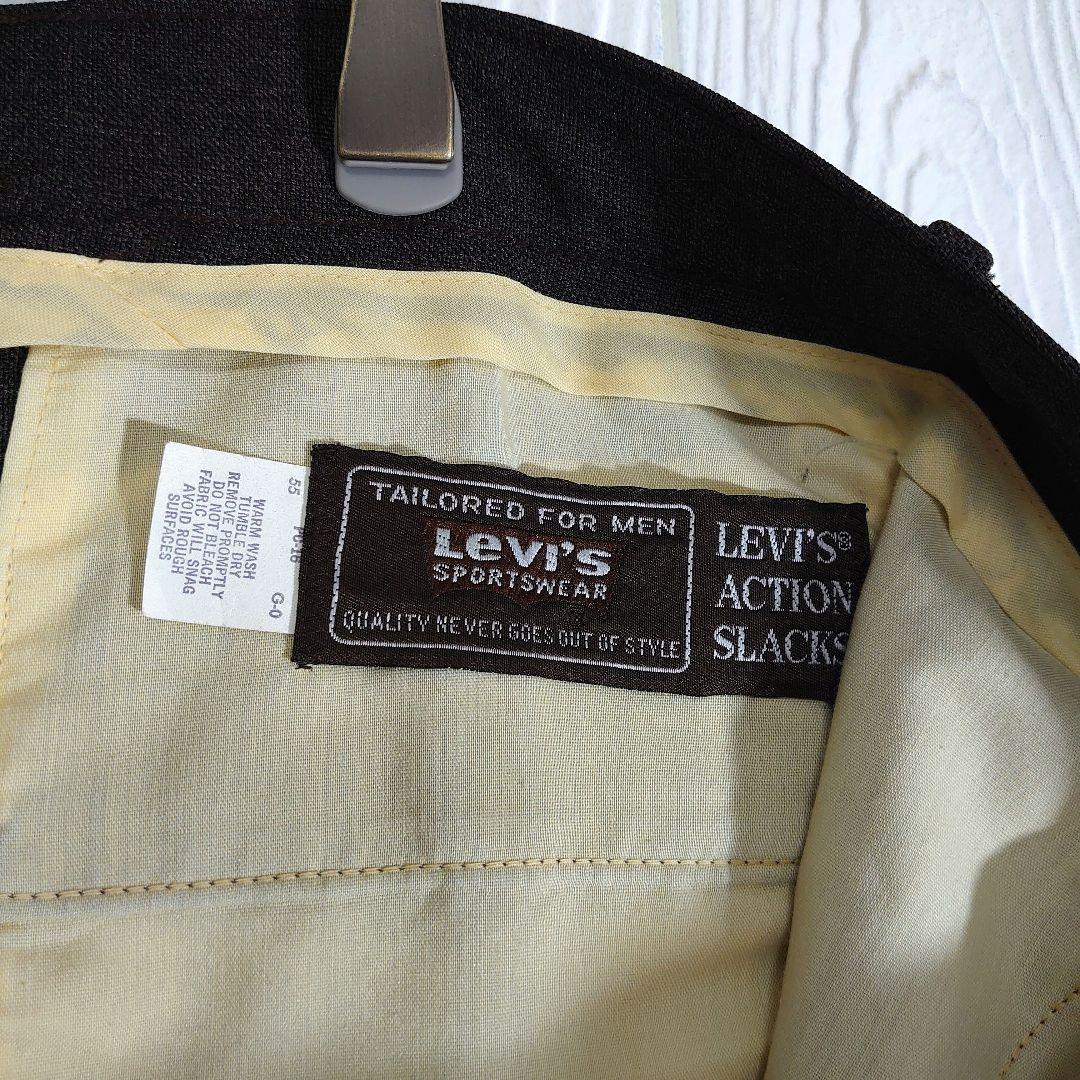 TAILORED FOR MEN
Levi's
SPORTSWEAR
QUALITY NEVER GOES OUT OF STYLE
LEVI'S®
ACTION
SLACKS
55
G-0
WARM WASH
TUMBLE DRY
REMOVE PROMPTLY
DO NOT BLEACH
FABRIC WILL SNAG
AVOID ROUGH
SURFACES